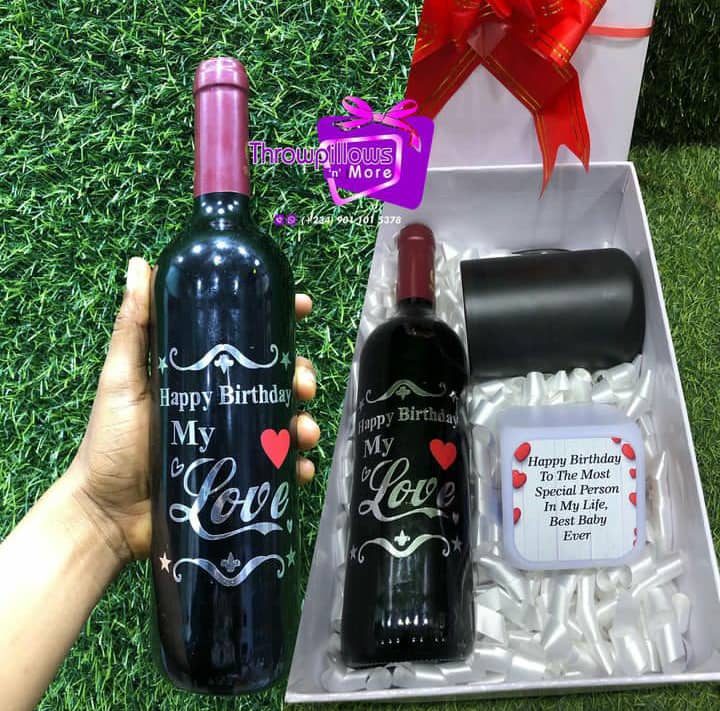 Throwpillows
'n' More
(+234) 901 101 5378
Happy Birthday
My
Love
Happy Birthday
My
Love
Happy Birthday
To The Most
Special Person
In My Life,
Best Baby
Ever